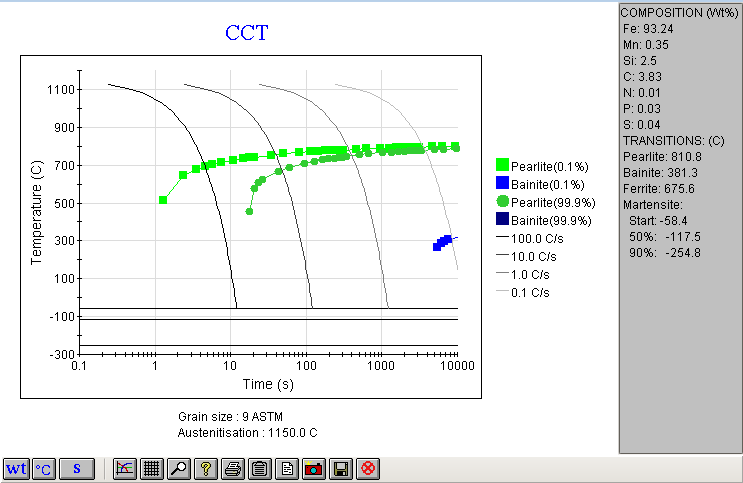 CCT
1100
900
700
500
300
100
-100
-300
Temperature (C)
0.1
1
10
100
1000
10000
Time (s)
Pearlite(0.1%)
Bainite(0.1%)
Pearlite(99.9%)
Bainite(99.9%)
100.0 C/s
10.0 C/s
1.0 C/s
0.1 C/s
Grain size : 9 ASTM
Austenitisation : 1150.0 C
COMPOSITION (Wt%)
Fe: 93.24
Mn: 0.35
Si: 2.5
C: 3.83
N: 0.01
P: 0.03
S: 0.04
TRANSITIONS: (C)
Pearlite: 810.8
Bainite: 381.3
Ferrite: 675.6
Martensite:
Start: -58.4
50%: -117.5
90%: -254.8
wt °C s ?